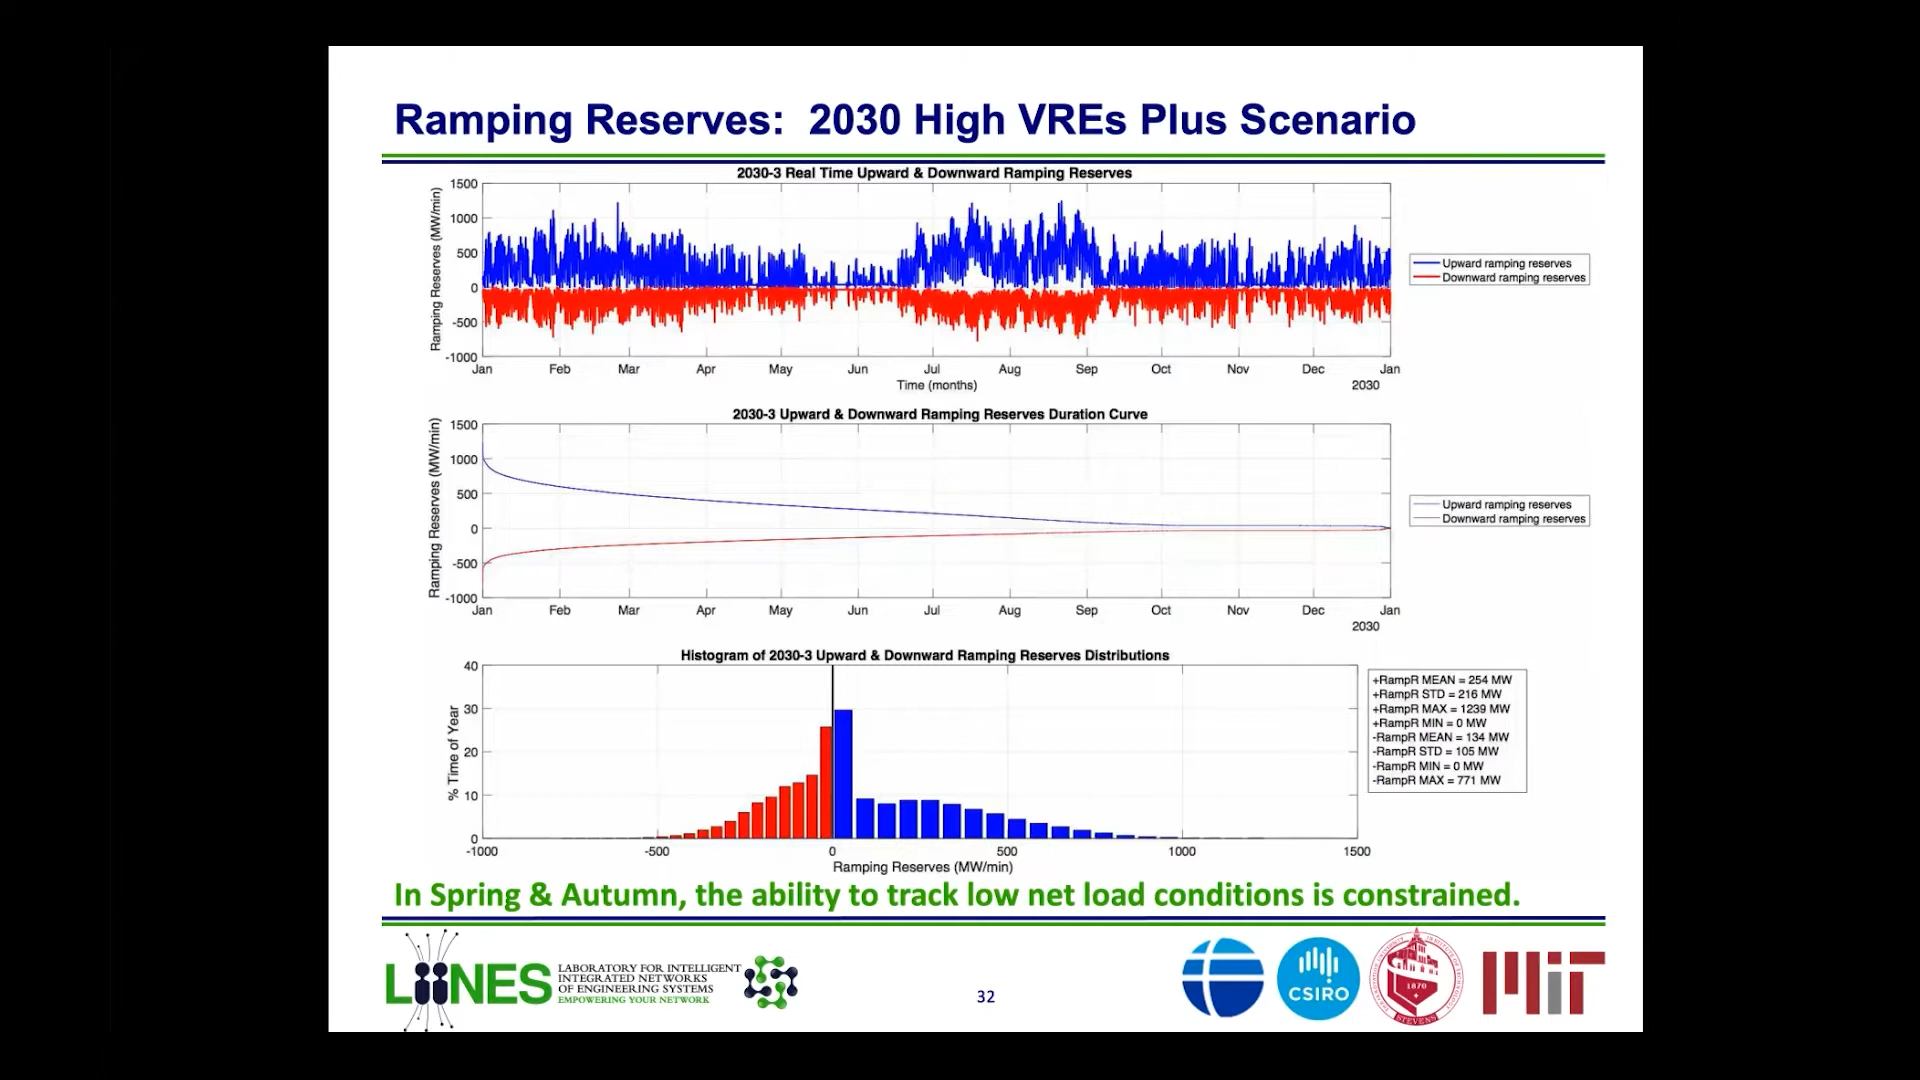 Ramping Reserves: 2030 High VREs Plus Scenario
2030-3 Real Time Upward & Downward Ramping Reserves
Ramping Reserves (MW/min)
1500
1000
500
0
-500
-1000
Jan Feb Mar Apr May Jun Jul Aug Sep Oct Nov Dec Jan
Time (months)
2030
Upward ramping reserves
Downward ramping reserves
2030-3 Upward & Downward Ramping Reserves Duration Curve
Ramping Reserves (MW/min)
1500
1000
500
0
-500
-1000
Jan Feb Mar Apr May Jun Jul Aug Sep Oct Nov Dec Jan
2030
Upward ramping reserves
Downward ramping reserves
Histogram of 2030-3 Upward & Downward Ramping Reserves Distributions
% Time of Year
40
30
20
10
0
-1000 -500 0 500 1000 1500
Ramping Reserves (MW/min)
+RampR MEAN = 254 MW
+RampR STD = 216 MW
+RampR MAX = 1239 MW
+RampR MIN = 0 MW
-RampR MEAN = 134 MW
-RampR STD = 105 MW
-RampR MIN = 0 MW
-RampR MAX = 771 MW
In Spring & Autumn, the ability to track low net load conditions is constrained.
LIINES
LABORATORY FOR INTELLIGENT
INTEGRATED NETWORKS
OF ENGINEERING SYSTEMS
EMPOWERING YOUR NETWORK
32
CSIRO
1870
STEVENS
MIT